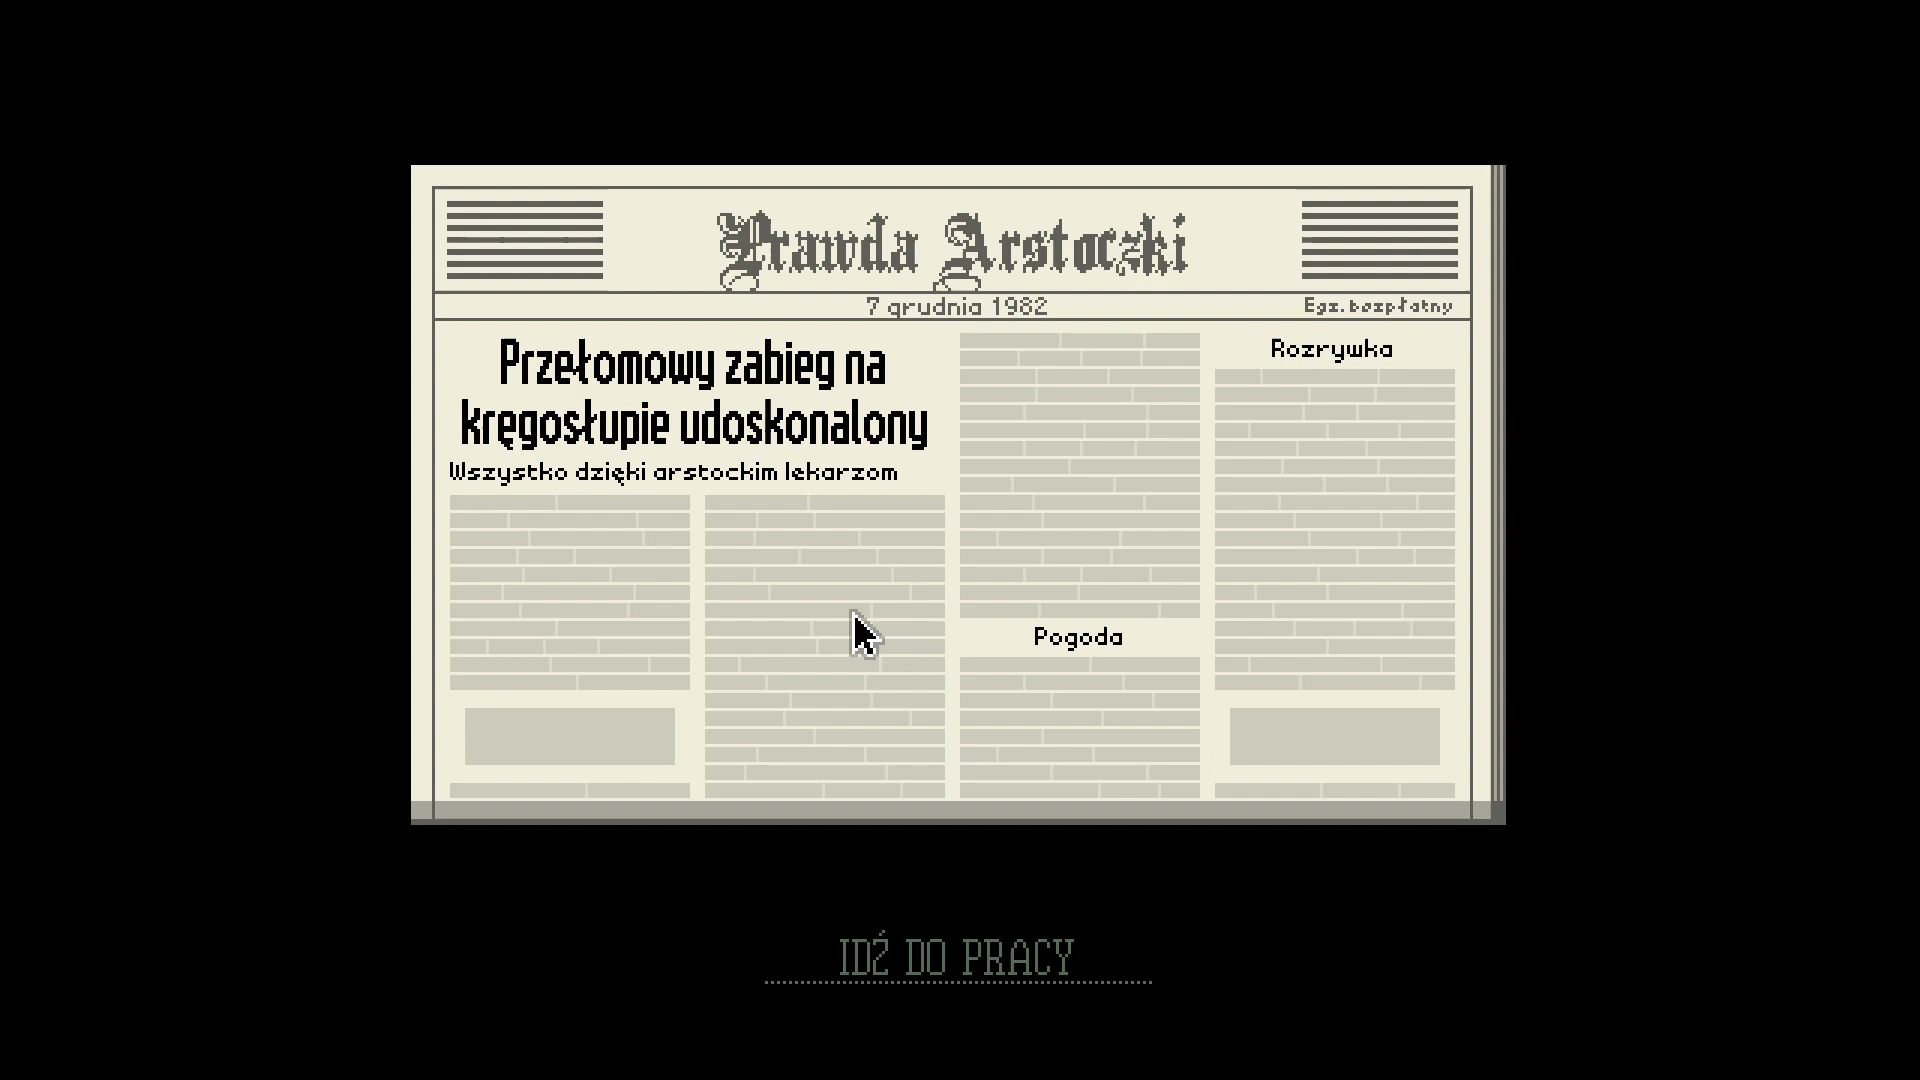 Prawda Arstoczki
7 grudnia 1982
Egz. bezpłatny
Przełomowy zabieg na
kręgosłupie udoskonalony
Wszystko dzięki arstockim lekarzom
Pogoda
Rozrywka
IDŹ DO PRACY